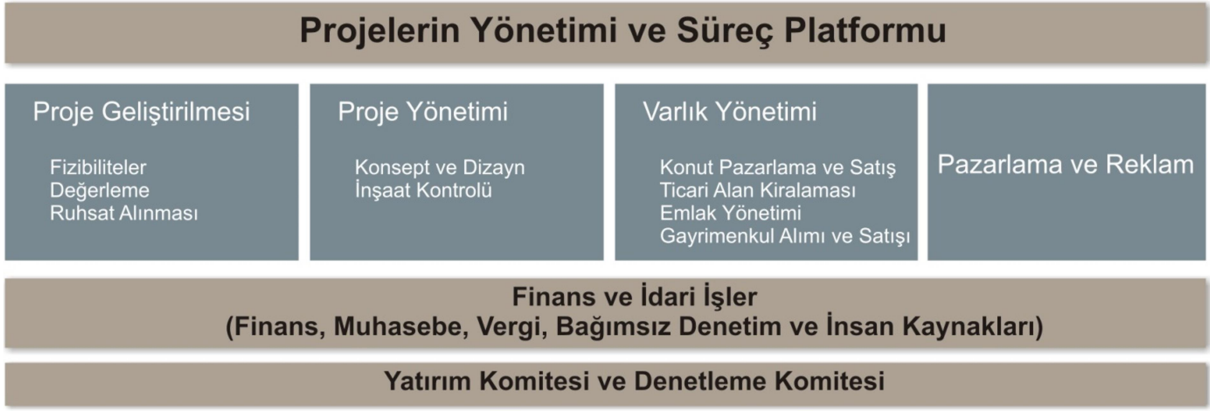 Projelerin Yönetimi ve Süreç Platformu
Proje Geliştirilmesi
Fizibiliteler
Değerleme
Ruhsat Alınması
Proje Yönetimi
Konsept ve Dizayn
İnşaat Kontrolü
Varlık Yönetimi
Konut Pazarlama ve Satış
Ticari Alan Kiralaması
Emlak Yönetimi
Gayrimenkul Alımı ve Satışı
Pazarlama ve Reklam
Finans ve İdari İşler
(Finans, Muhasebe, Vergi, Bağımsız Denetim ve İnsan Kaynakları)
Yatırım Komitesi ve Denetleme Komitesi